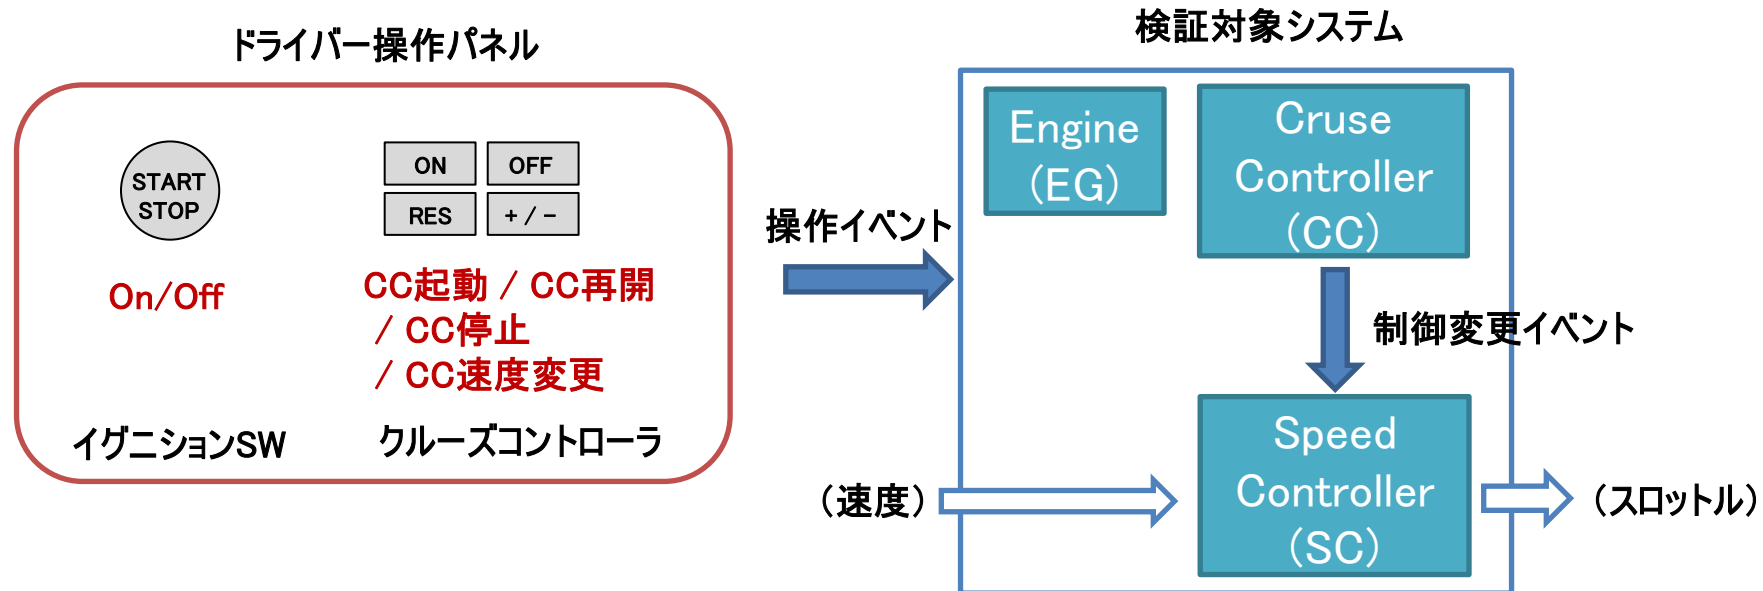 ドライバー操作パネル
START
STOP
ON
OFF
RES
+ / -
On/Off
CC起動 / CC再開
/ CC停止
/ CC速度変更
イグニションSW
クルーズコントローラ
操作イベント
検証対象システム
Engine
(EG)
Cruse
Controller
(CC)
制御変更イベント
(速度)
Speed
Controller
(SC)
(スロットル)